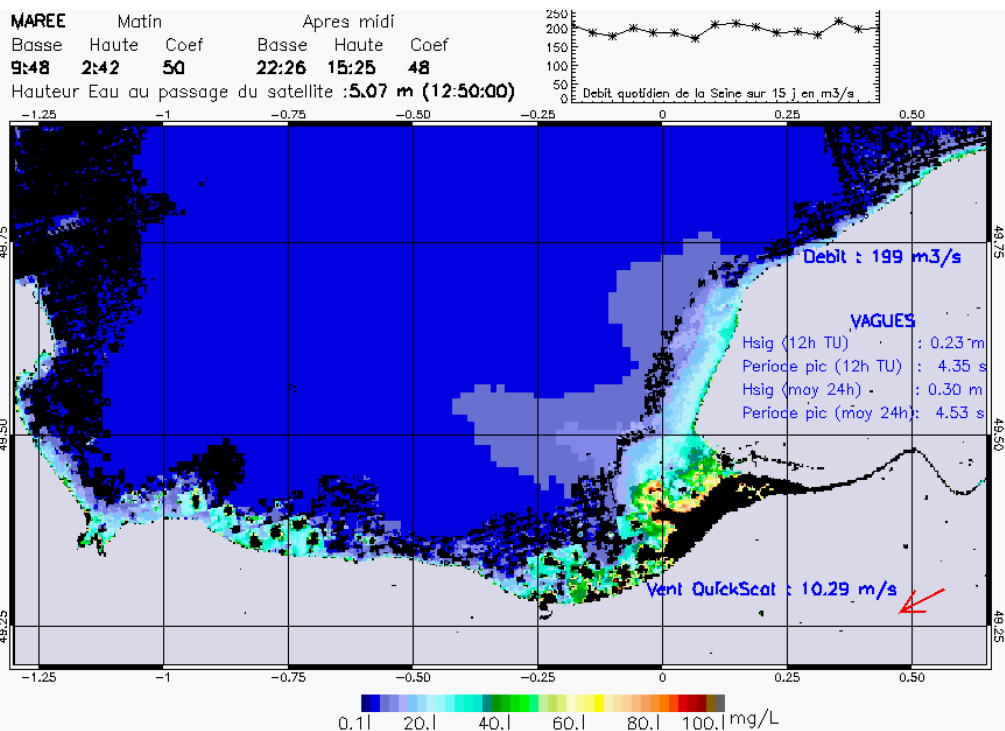 MAREE Matin Apres midi
Basse Haute Coef Basse Haute Coef
9:48 2:42 50 22:26 15:25 48
Hauteur Eau au passage du satellite :5.07 m (12:50:00)
250
200
150
100
50
0
Debit quotidien de la Seine sur 15 j en m3/s
-1.25 -1 -0.75 -0.50 -0.25 0 0.25 0.50
49.75 49.75
Debit : 199 m3/s
VAGUES
Hsig (12h TU) : 0.23 m
Periode pic (12h TU) : 4.35 s
Hsig (moy 24h) : 0.30 m
Periode pic (moy 24h): 4.53 s
49.50 49.50
Vent QuickScat : 10.29 m/s
49.25 49.25
-1.25 -1 -0.75 -0.50 -0.25 0 0.25 0.50
0.1| 20.| 40.| 60.| 80.| 100.| mg/L